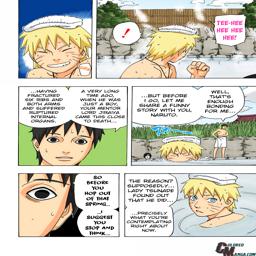 TEE-HEE
HEE HEE
HEE!
!
WELL,
THAT'S
ENOUGH
BONDING
FOR ME.
...BUT BEFORE
I GO, LET ME
SHARE A FUNNY
STORY WITH YOU,
NARUTO.
A VERY LONG
TIME AGO,
WHEN HE WAS
JUST A BOY,
YOUR MENTOR
LORD JIRAIYA
CAME THIS CLOSE
TO DEATH...
...HAVING
FRACTURED
SIX RIBS AND
BOTH ARMS
AND SUFFERED
RUPTURED
INTERNAL
ORGANS.
THE REASON?
SUPPOSEDLY...
LADY TSUNADE
FOUND OUT
THAT HE DID...
...PRECISELY
WHAT YOU'RE
CONTEMPLATING
RIGHT ABOUT
NOW.
SO
BEFORE
YOU HOP
OUT OF
THAT
SPRING...
...I
SUGGEST
YOU
STOP AND
THINK...
COLORED
MANGA.COM